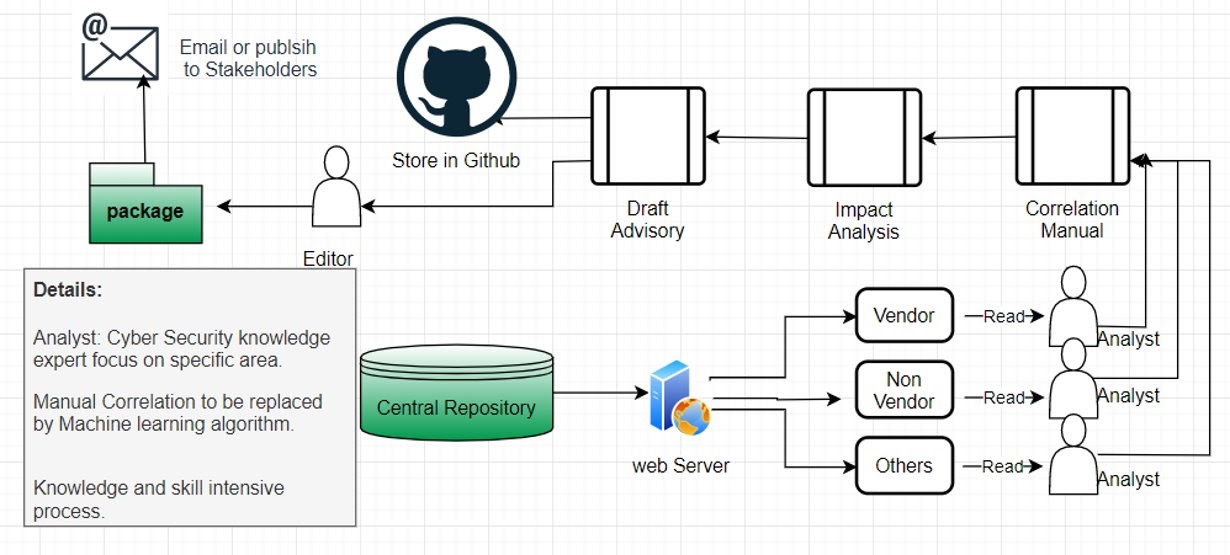 @
Email or publsih
to Stakeholders
Store in Github
package
Editor
Draft
Advisory
Impact
Analysis
Correlation
Manual
Details:
Analyst: Cyber Security knowledge
expert focus on specific area.
Manual Correlation to be replaced
by Machine learning algorithm.
Knowledge and skill intensive
process.
Central Repository
web Server
Vendor
Read
Analyst
Non
Vendor
Read
Analyst
Others
Read
Analyst